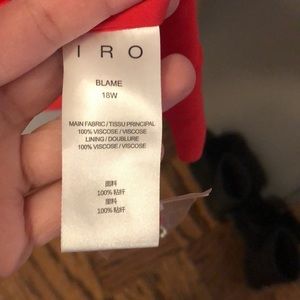 IRO
BLAME
18W
MAIN FABRIC / TISSU PRINCIPAL
100% VISCOSE / VISCOSE
LINING / DOUBLURE
100% VISCOSE / VISCOSE
面料
100% 粘纤
里料
100% 粘纤